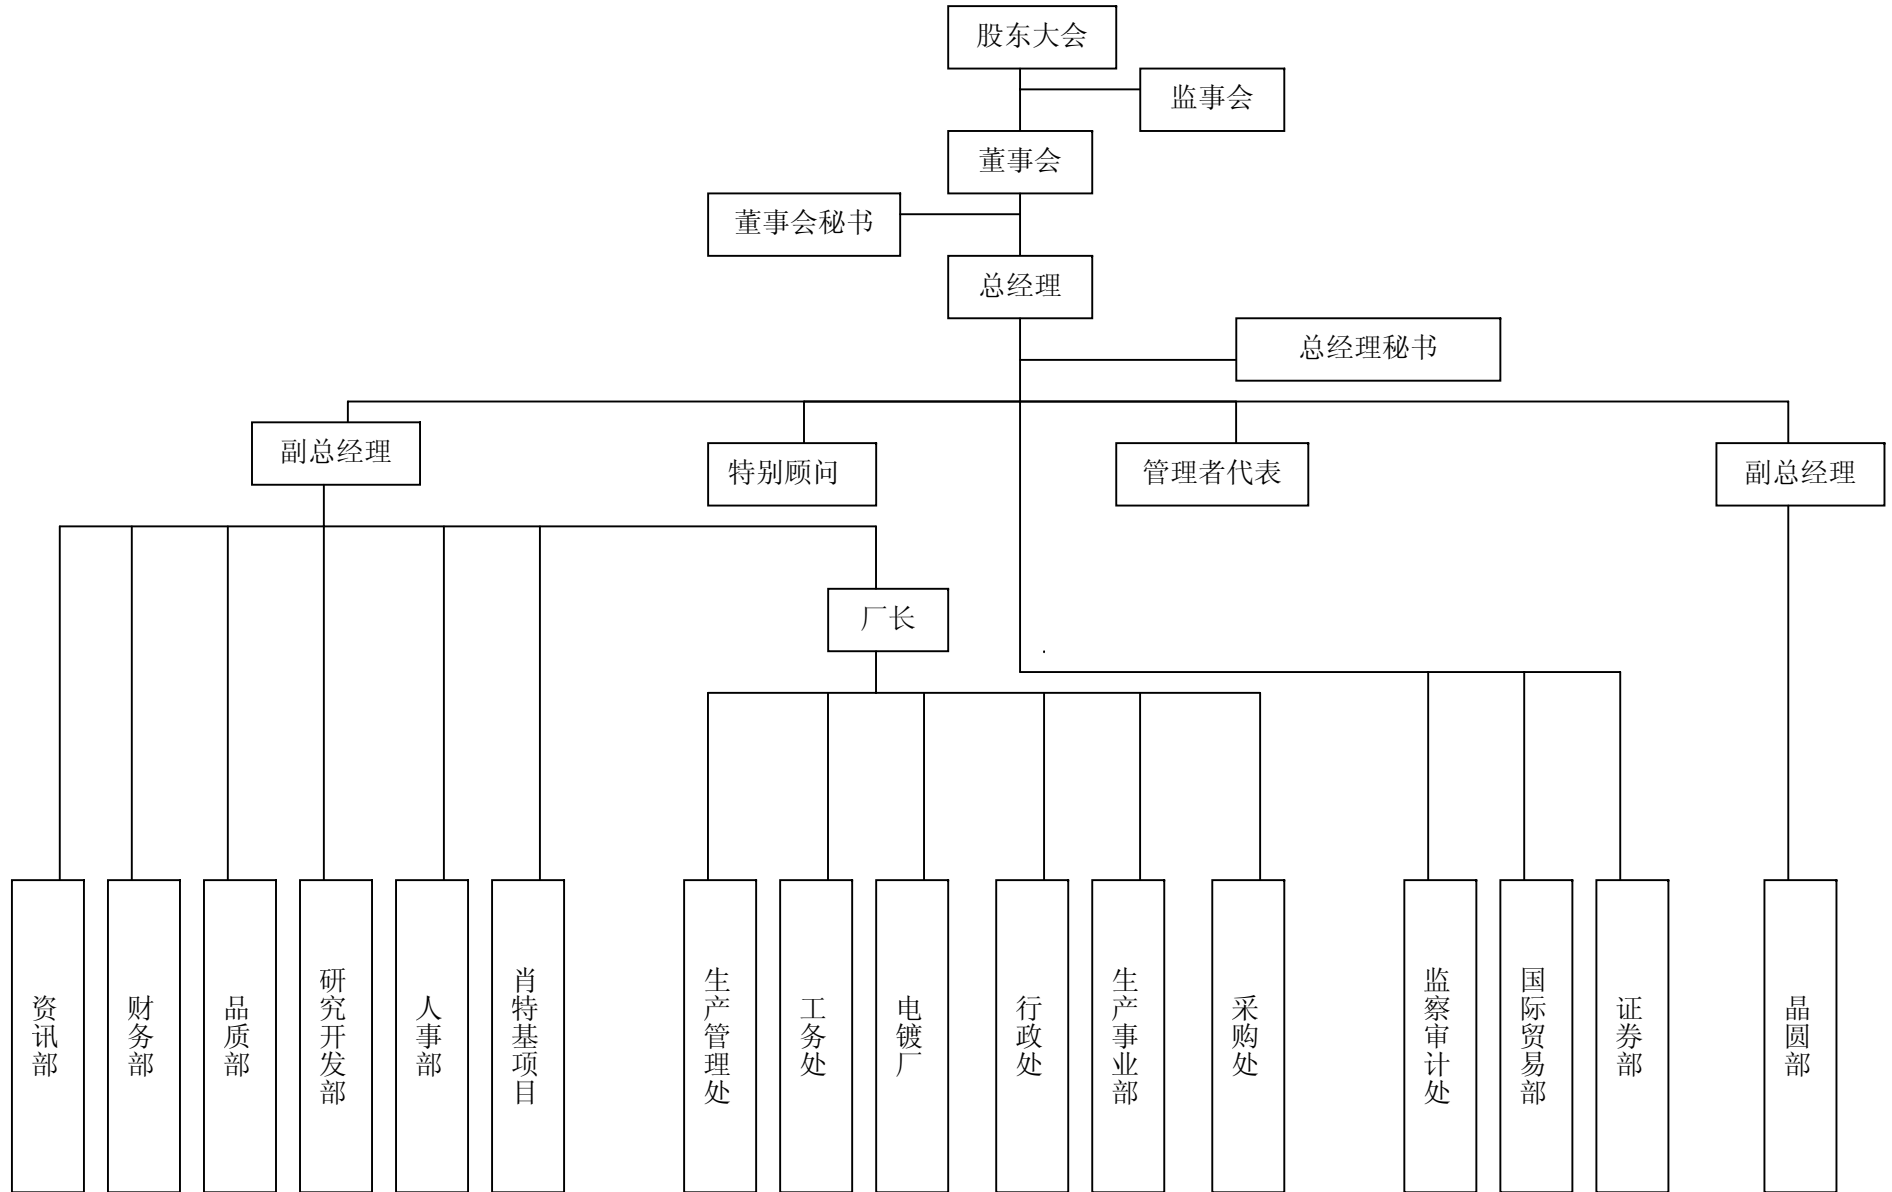 股东大会
监事会
董事会
董事会秘书
总经理
总经理秘书
副总经理
特别顾问
管理者代表
副总经理
厂长
资讯部
财务部
品质部
研究开发部
人事部
肖特基项目
生产管理处
工务处
电镀厂
行政处
生产事业部
采购处
监察审计处
国际贸易部
证券部
晶圆部